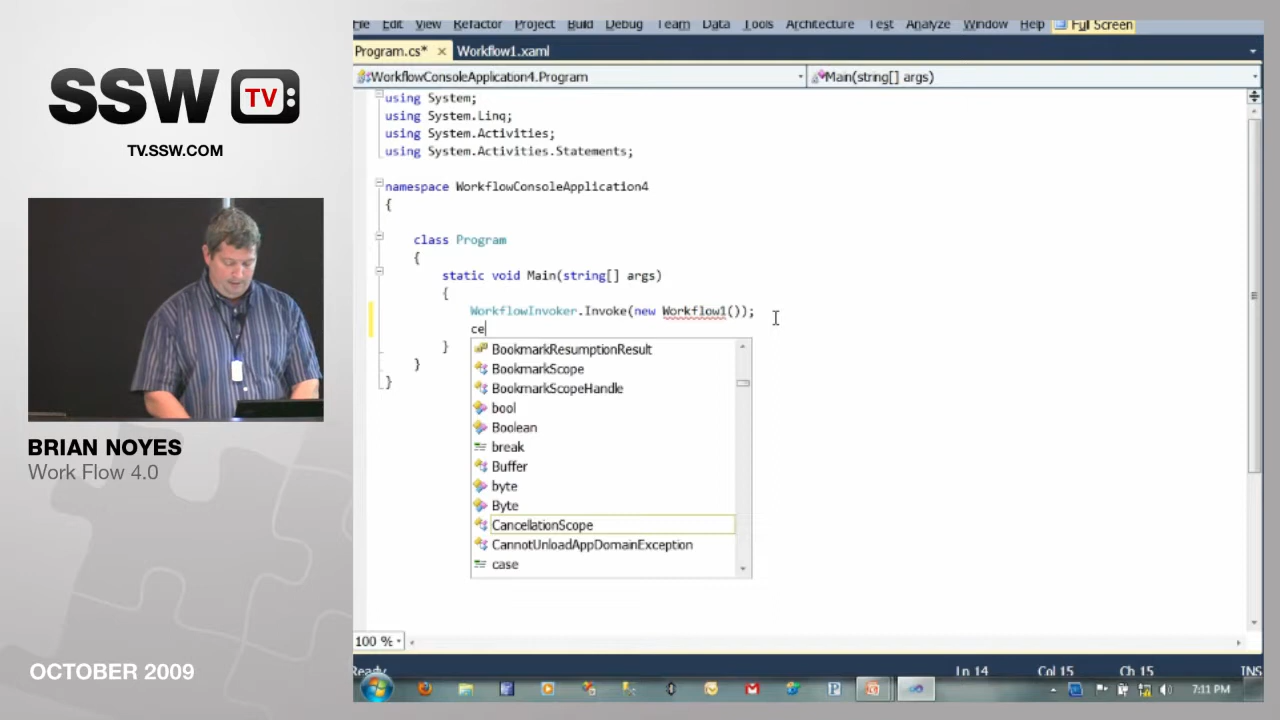 SSW TV:
TV.SSW.COM
BRIAN NOYES
Work Flow 4.0
OCTOBER 2009
File Edit View Refactor Project Build Debug Team Data Tools Architecture Test Analyze Window Help Full Screen
Program.cs* Workflow1.xaml
WorkflowConsoleApplication4.Program Main(string[] args)
using System;
using System.Linq;
using System.Activities;
using System.Activities.Statements;
namespace WorkflowConsoleApplication4
{
class Program
{
static void Main(string[] args)
{
WorkflowInvoker.Invoke(new Workflow1());
ce
}
}
}
BookmarkResumptionResult
BookmarkScope
BookmarkScopeHandle
bool
Boolean
break
Buffer
byte
Byte
CancellationScope
CannotUnloadAppDomainException
case
100 %
Ready Ln 14 Col 15 Ch 15 INS
7:11 PM